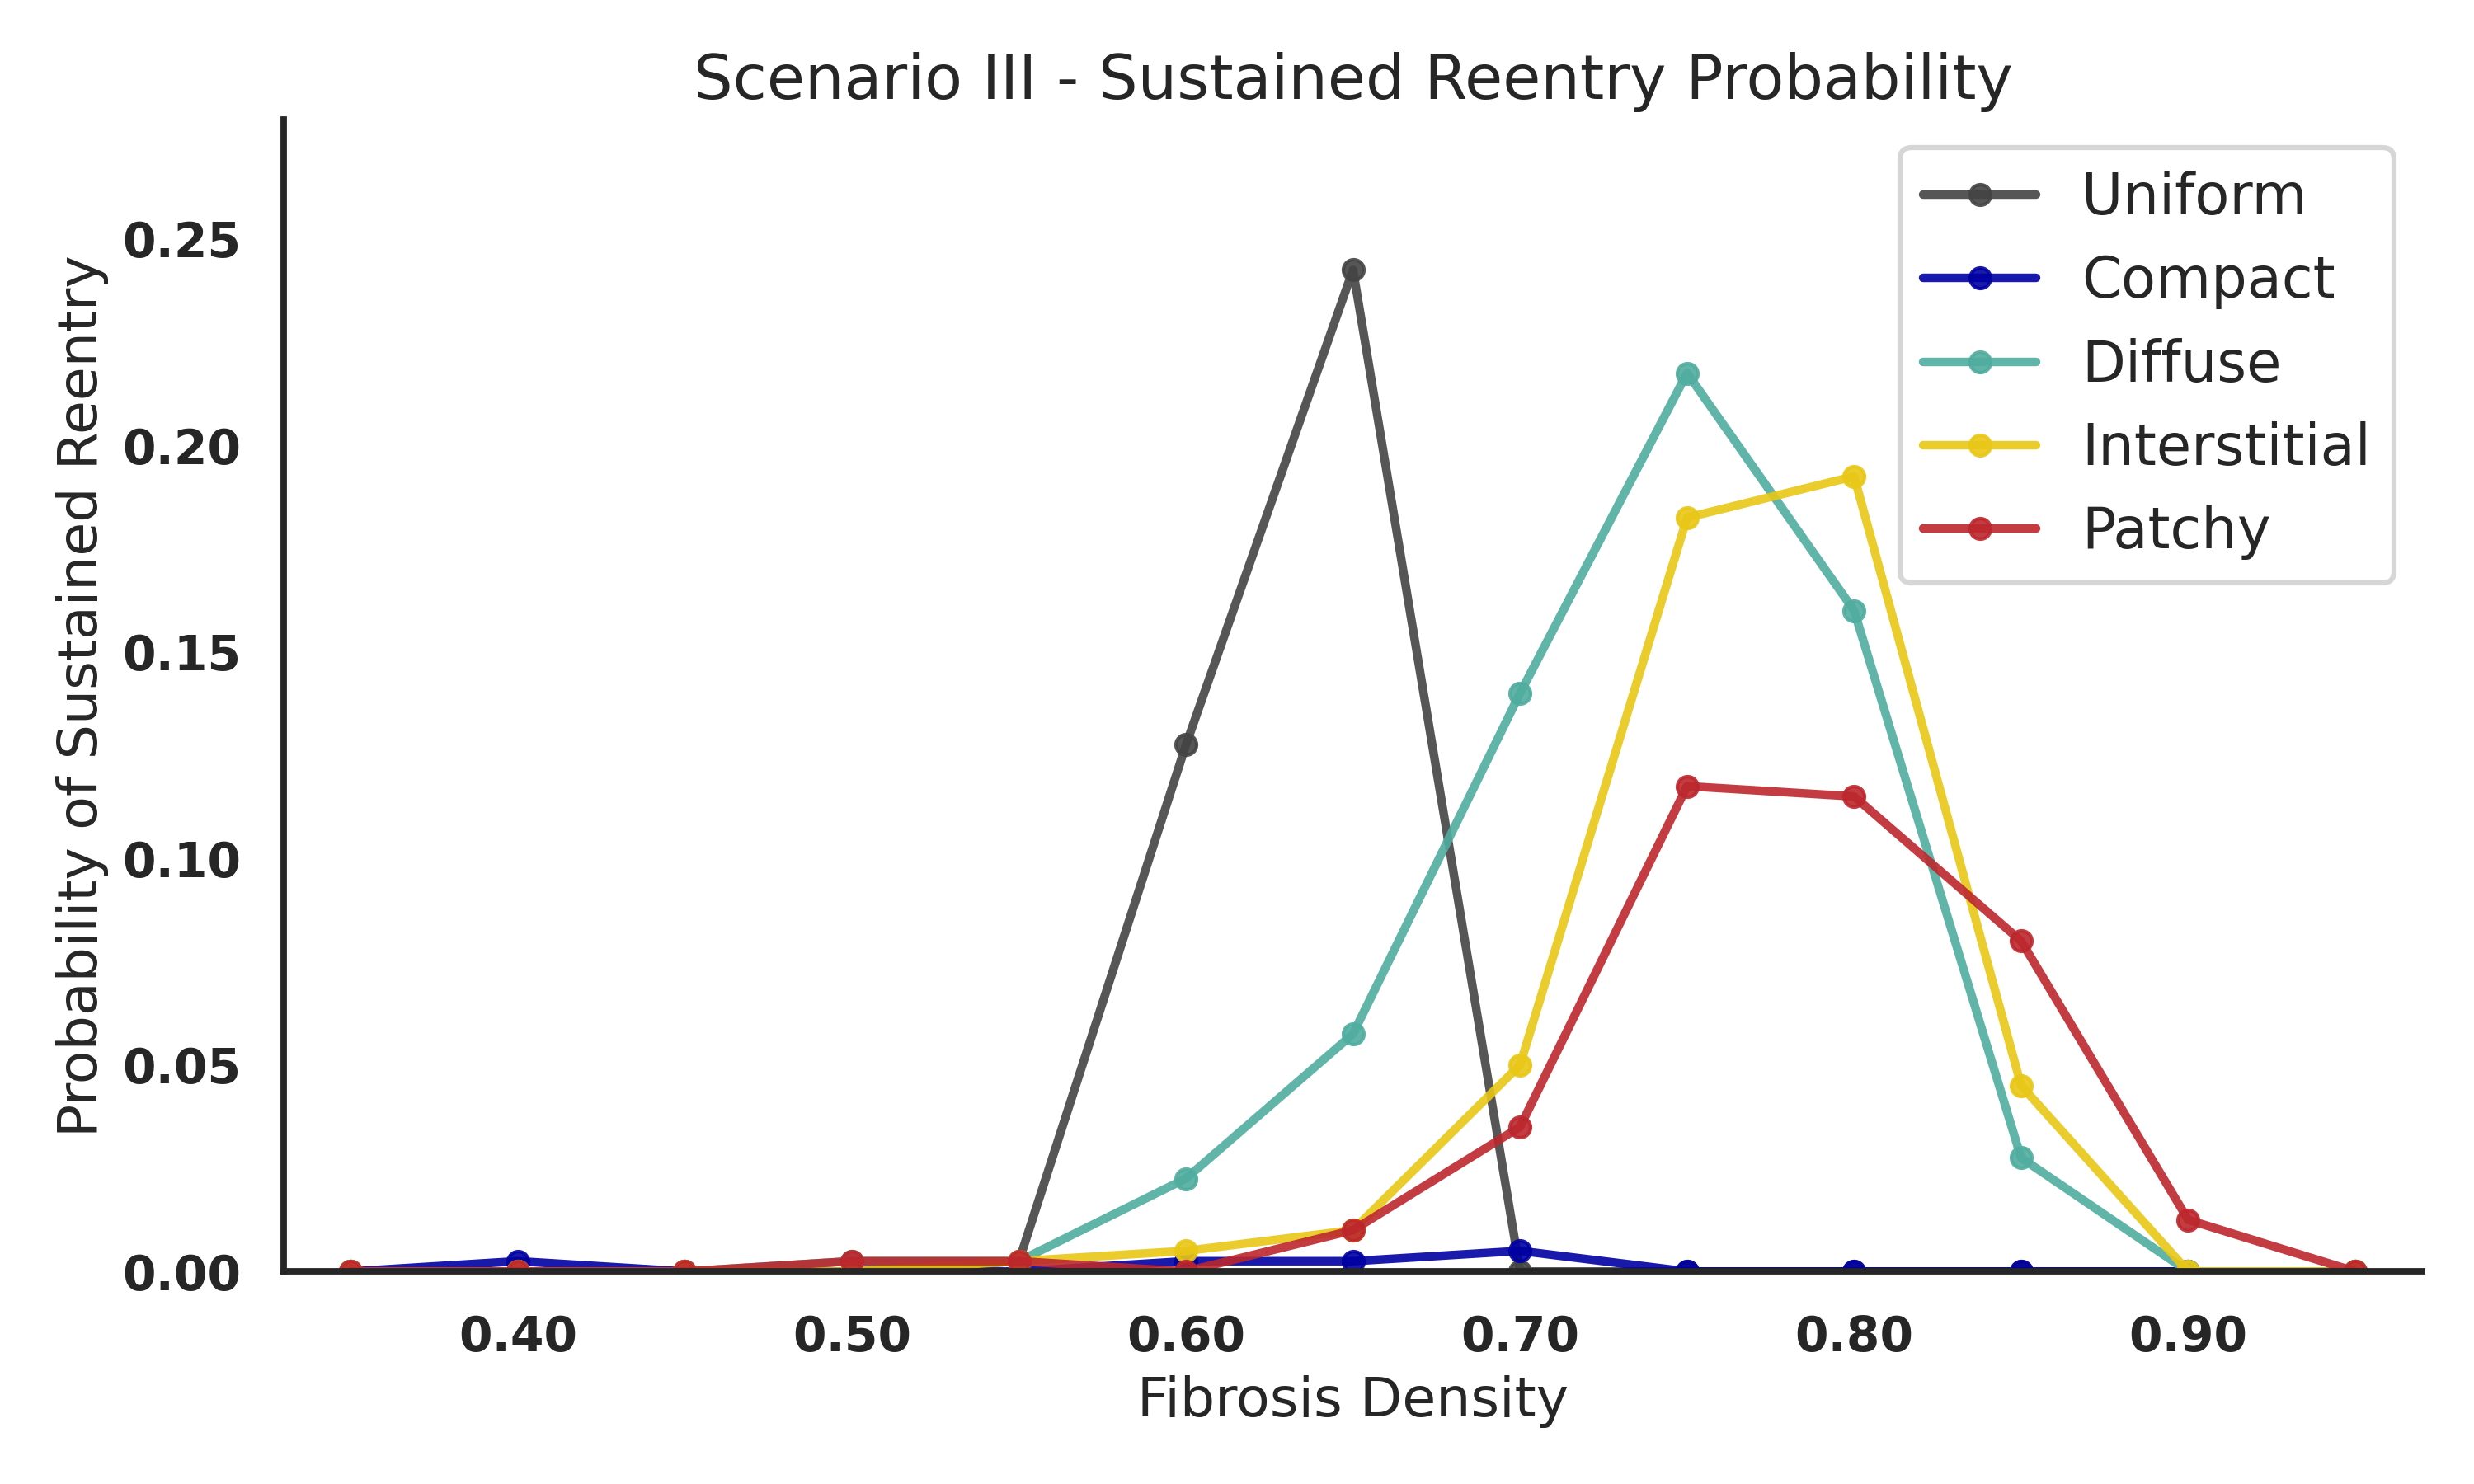 Scenario III - Sustained Reentry Probability
Probability of Sustained Reentry
0.25
0.20
0.15
0.10
0.05
0.00
Uniform
Compact
Diffuse
Interstitial
Patchy
0.40 0.50 0.60 0.70 0.80 0.90
Fibrosis Density